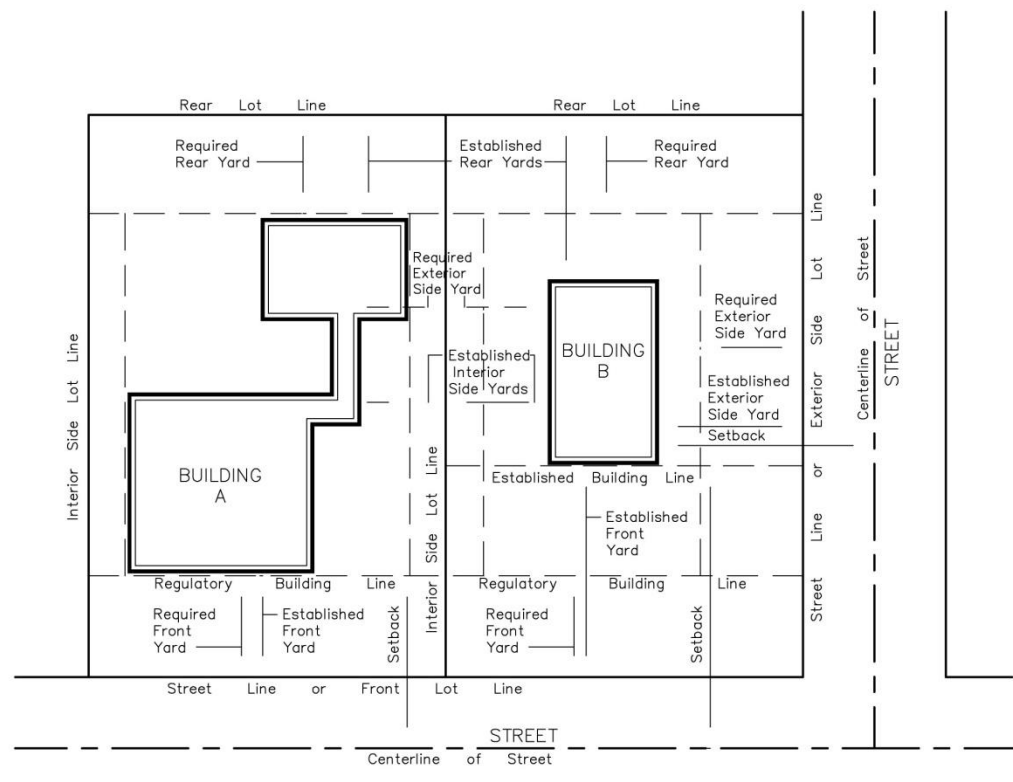 Rear Lot Line
Rear Lot Line
Required
Rear Yard
Established
Rear Yards
Required
Rear Yard
Required
Exterior
Side Yard
Required
Exterior
Side Yard
Established
Interior
Side Yards
Established
Exterior
Side Yard
Setback
BUILDING
A
BUILDING
B
Interior Side Lot Line
Interior Side Lot Line
Street Line or Exterior Side Lot Line
Centerline of Street
STREET
Established Building Line
Established
Front
Yard
Regulatory Building Line
Regulatory Building Line
Required
Front
Yard
Established
Front
Yard
Setback
Required
Front
Yard
Setback
Street Line or Front Lot Line
STREET
Centerline of Street